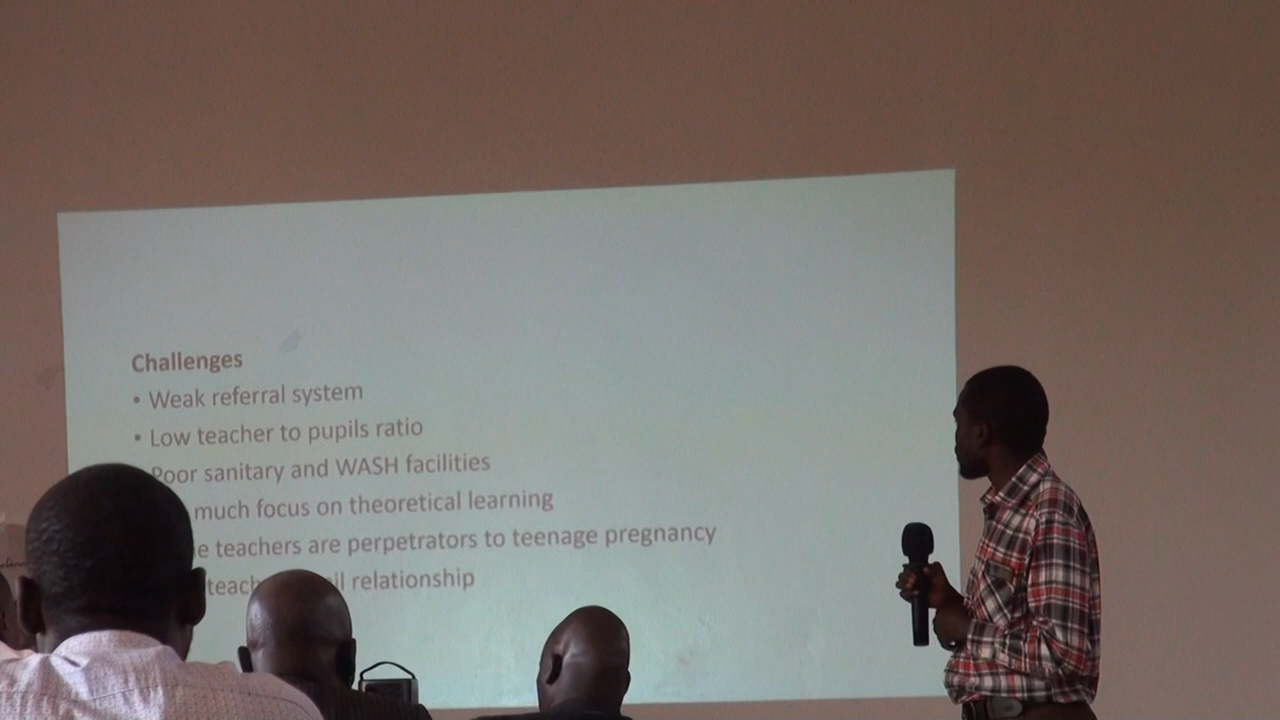 Challenges
• Weak referral system
• Low teacher to pupils ratio
Poor sanitary and WASH facilities
much focus on theoretical learning
teachers are perpetrators to teenage pregnancy
relationship